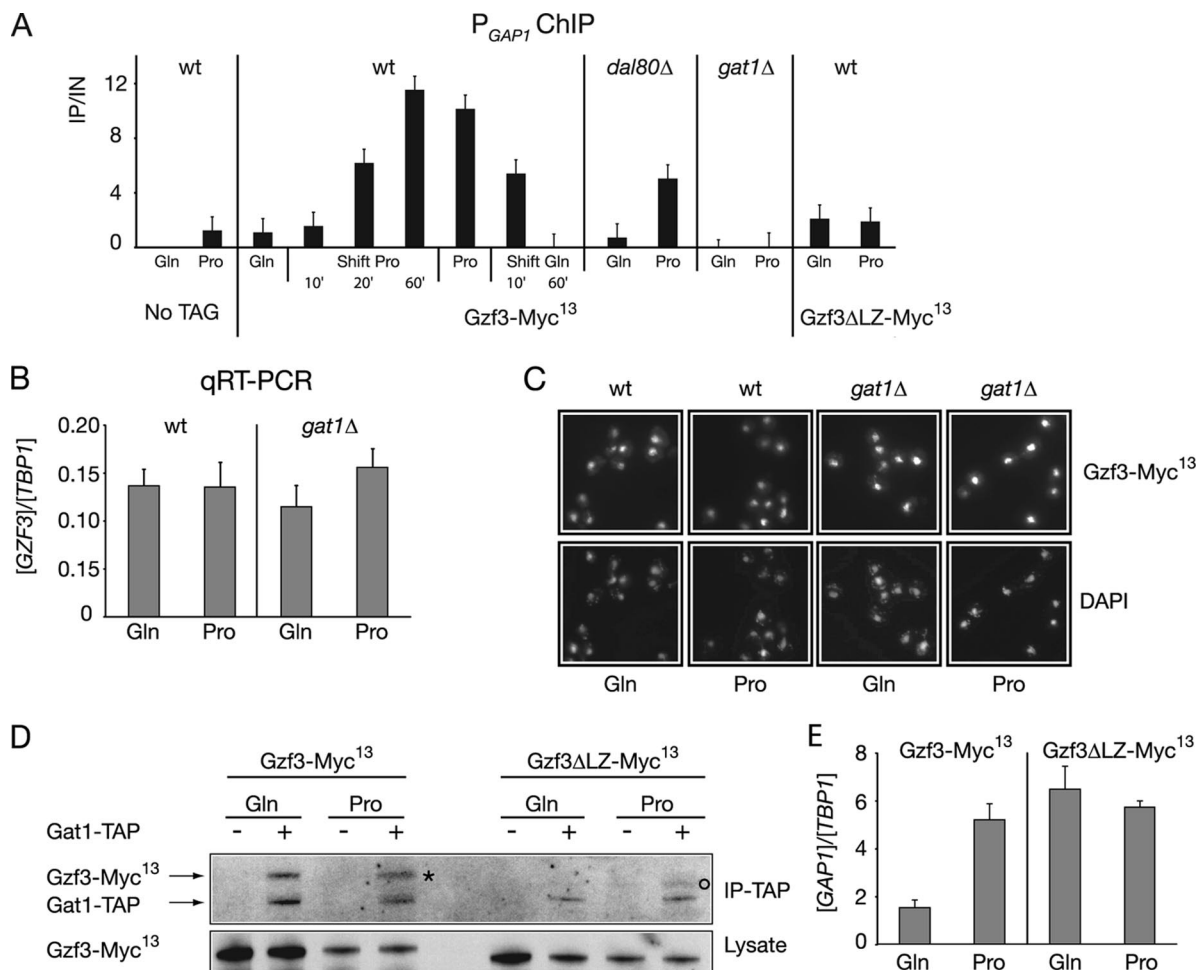 A
P_GAP1 ChIP
wt wt dal80Δ gat1Δ wt
IP/IN
12
8
4
0
Gln Pro Gln Shift Pro Pro Shift Gln Gln Pro Gln Pro Gln Pro
10' 20' 60' 10' 60'
No TAG Gzf3-Myc¹³ Gzf3ΔLZ-Myc¹³
B
qRT-PCR
wt gat1Δ
[GZF3]/[TBP1]
0.20
0.15
0.10
0.15
0
Gln Pro Gln Pro
C
wt wt gat1Δ gat1Δ
Gzf3-Myc¹³
DAPI
Gln Pro Gln Pro
D
Gzf3-Myc¹³ Gzf3ΔLZ-Myc¹³
Gln Pro Gln Pro
Gat1-TAP - + - + - + - +
Gzf3-Myc¹³ * IP-TAP
Gat1-TAP
Gzf3-Myc¹³ Lysate
E
Gzf3-Myc¹³ Gzf3ΔLZ-Myc¹³
[GAP1]/[TBP1]
8
6
4
2
0
Gln Pro Gln Pro